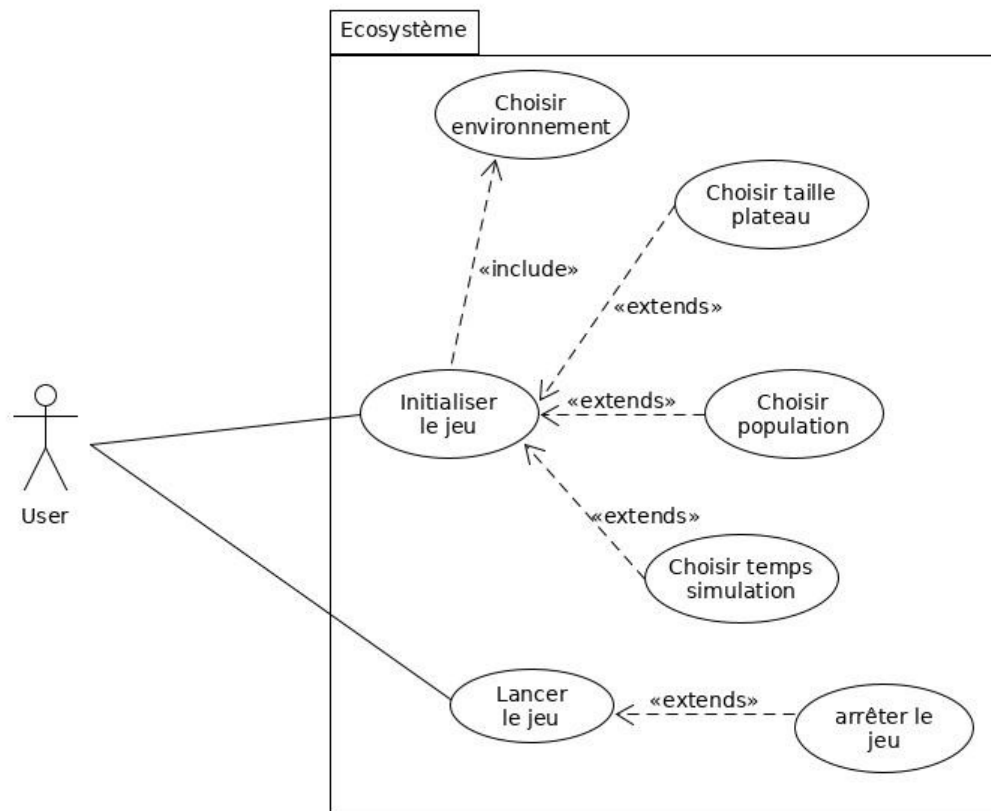 Ecosystème
Choisir
environnement
Choisir taille
plateau
«include»
«extends»
Initialiser
le jeu
«extends»
Choisir
population
User
«extends»
Choisir temps
simulation
Lancer
le jeu
«extends»
arrêter le
jeu